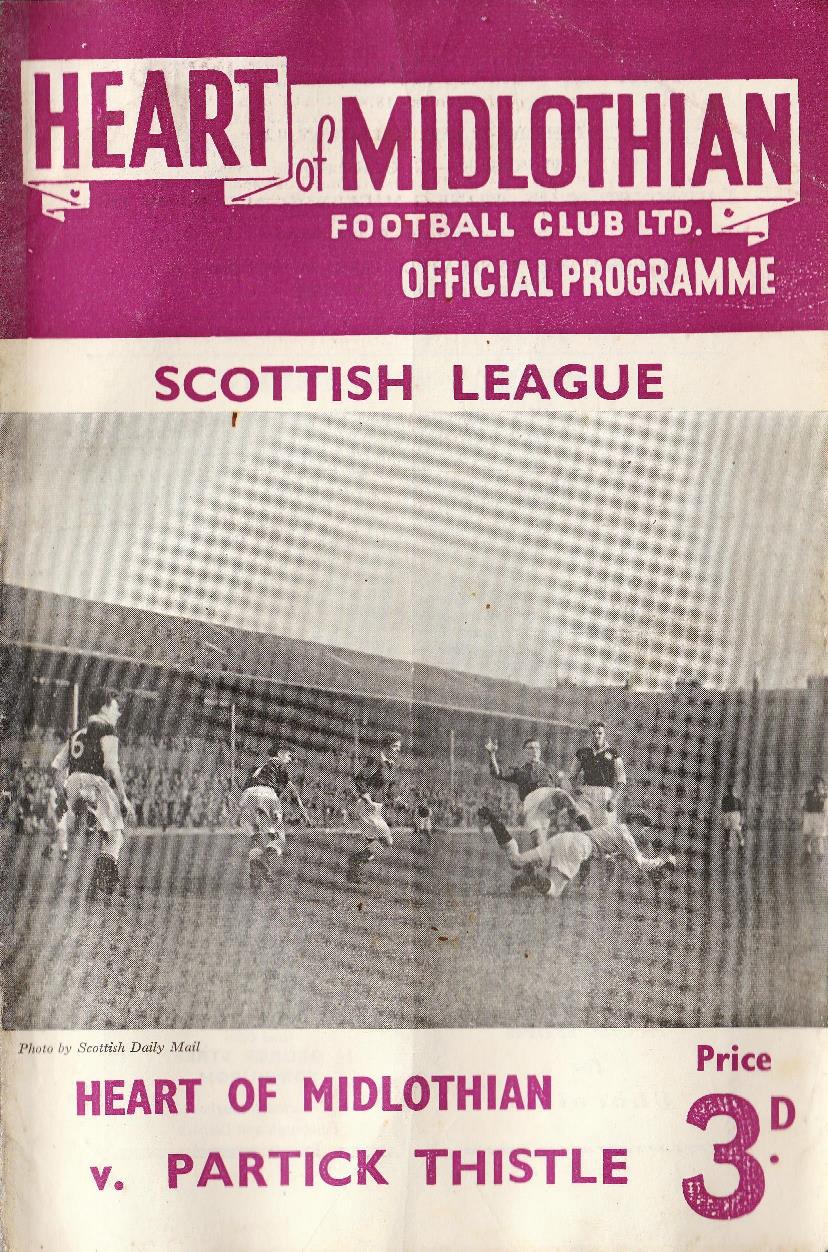 HEART
of MIDLOTHIAN
FOOTBALL CLUB LTD.
OFFICIAL PROGRAMME
SCOTTISH LEAGUE
6
Photo by Scottish Daily Mail
HEART OF MIDLOTHIAN
v. PARTICK THISTLE
Price
3D.